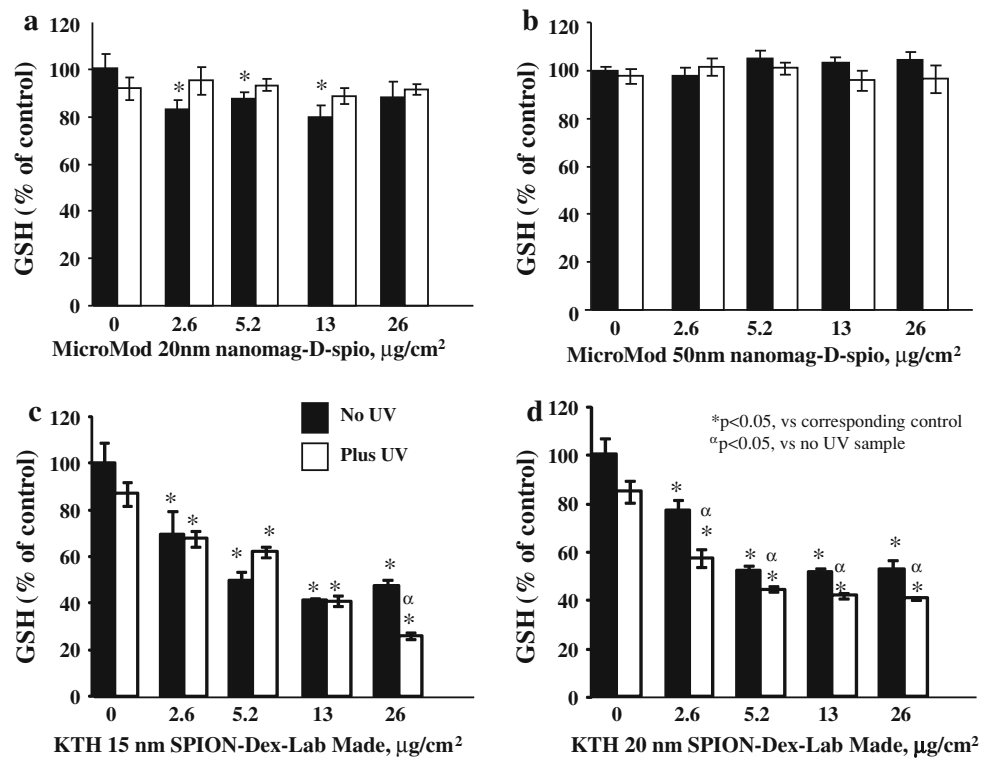 a
120
100
80
60
40
20
0
GSH (% of control)
* * *
0 2.6 5.2 13 26
MicroMod 20nm nanomag-D-spio, μg/cm²
b
120
100
80
60
40
20
0
GSH (% of control)
0 2.6 5.2 13 26
MicroMod 50nm nanomag-D-spio, μg/cm²
c
120
100
80
60
40
20
0
GSH (% of control)
No UV
Plus UV
* * * * * * * α *
0 2.6 5.2 13 26
KTH 15 nm SPION-Dex-Lab Made, μg/cm²
d
120
100
80
60
40
20
0
GSH (% of control)
*p<0.05, vs corresponding control
αp<0.05, vs no UV sample
* α * * α * * α * * α *
0 2.6 5.2 13 26
KTH 20 nm SPION-Dex-Lab Made, μg/cm²